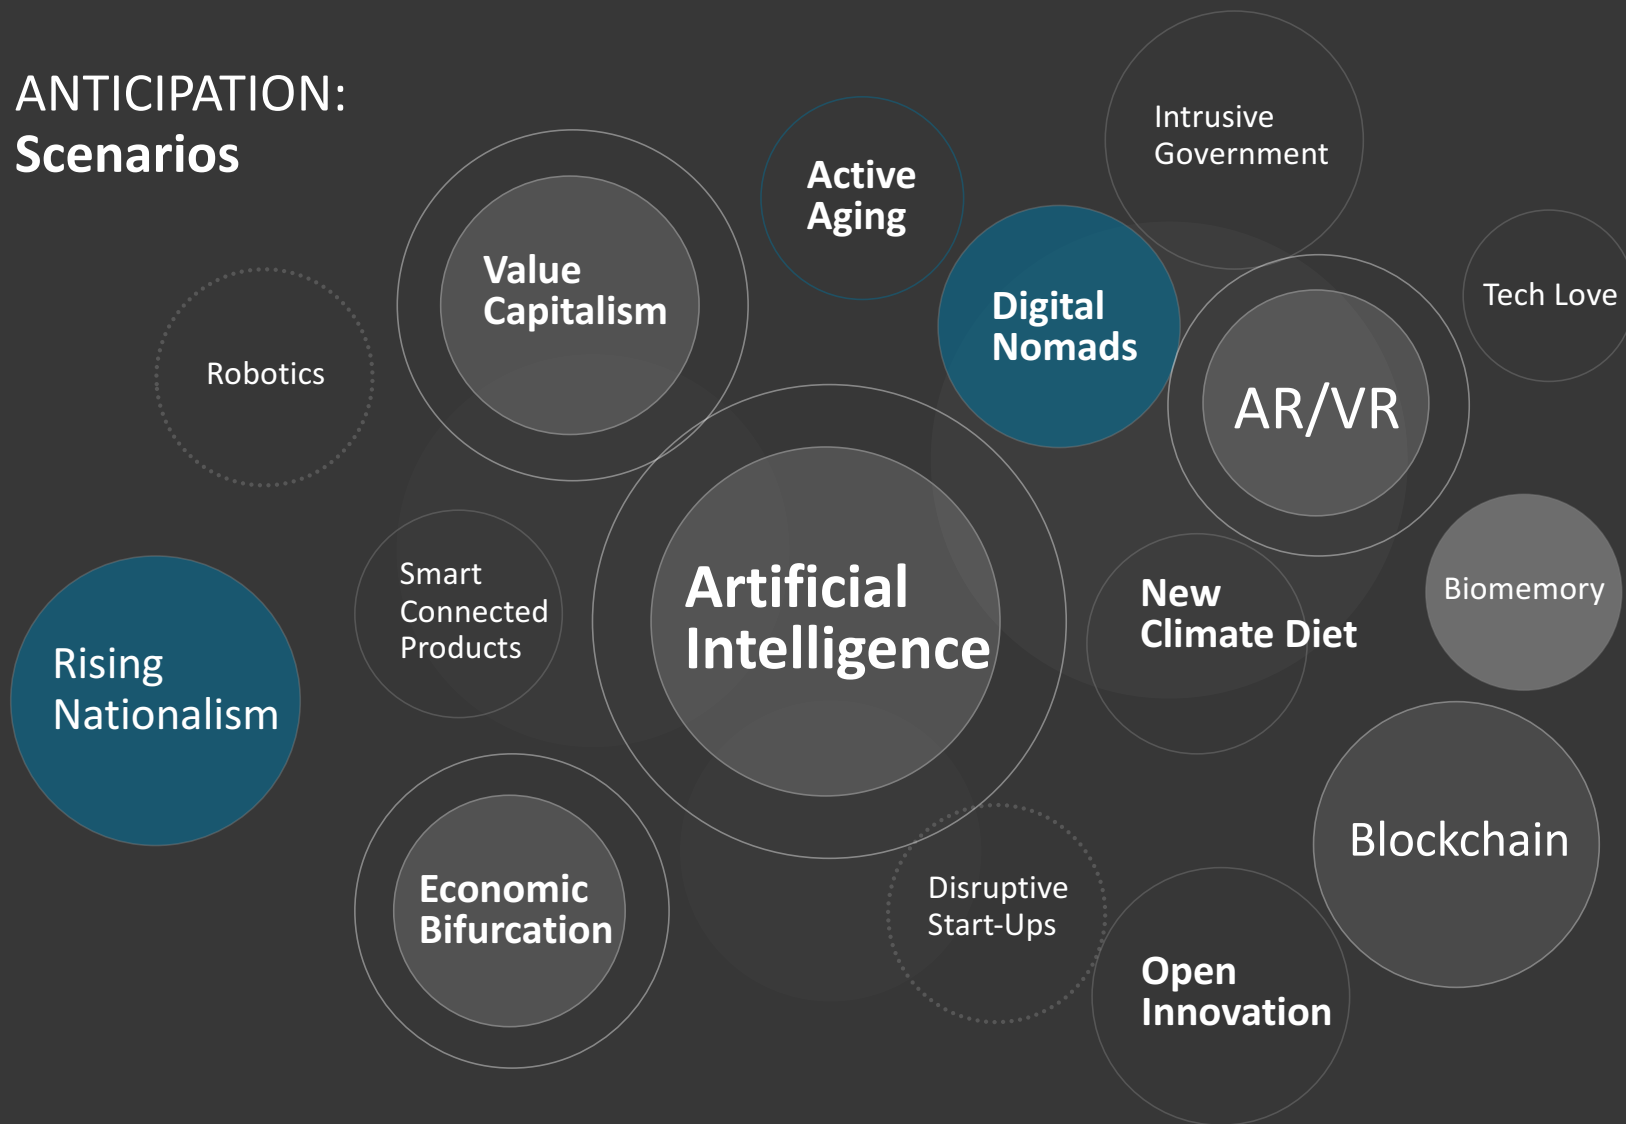 ANTICIPATION:
Scenarios
Intrusive
Government
Active
Aging
Value
Capitalism
Digital
Nomads
Tech Love
Robotics
AR/VR
Smart
Connected
Products
Artificial
Intelligence
New
Climate Diet
Biomemory
Rising
Nationalism
Blockchain
Economic
Bifurcation
Disruptive
Start-Ups
Open
Innovation